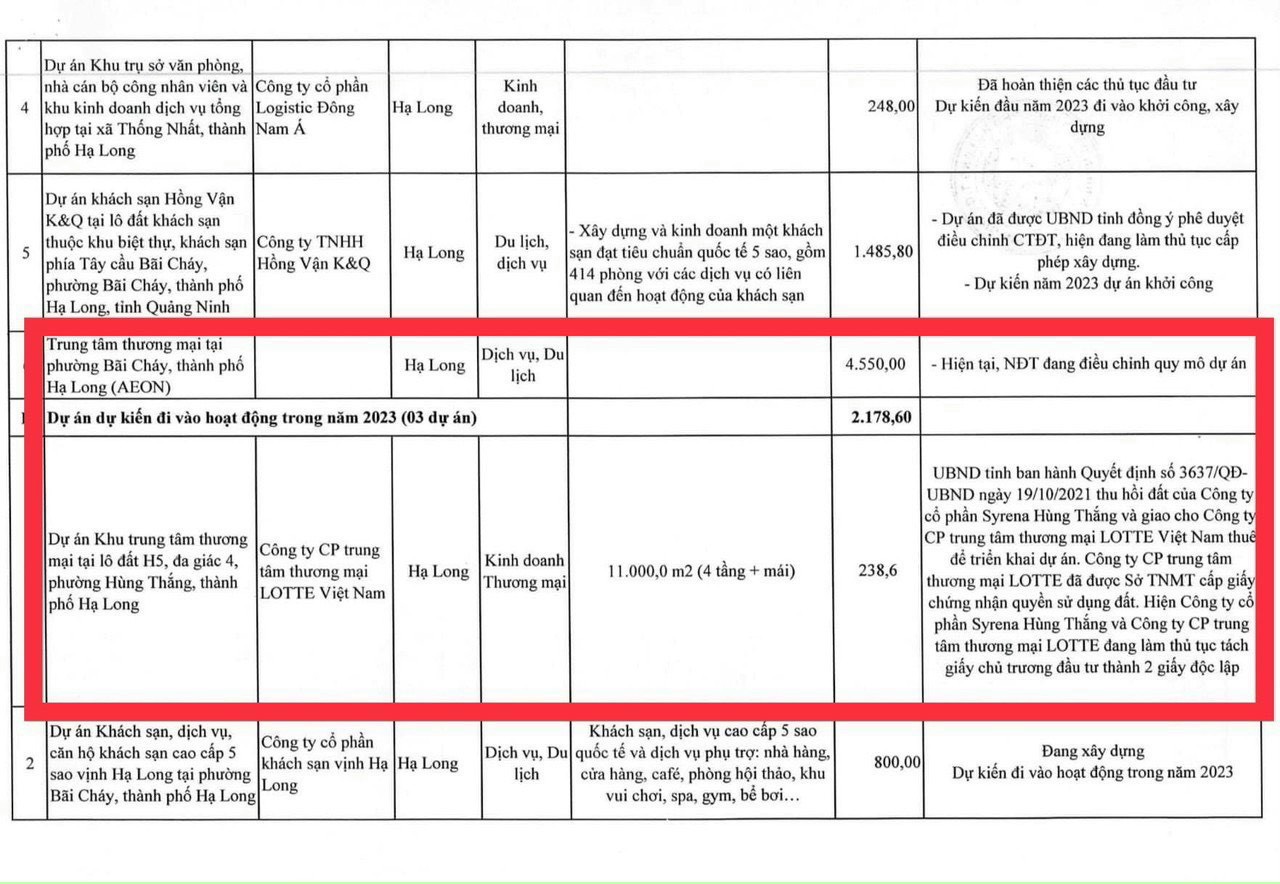 4
Dự án Khu trụ sở văn phòng,
nhà cán bộ công nhân viên và
khu kinh doanh dịch vụ tổng
hợp tại xã Thống Nhất, thành
phố Hạ Long
Công ty cổ phần
Logistic Đông
Nam Á
Hạ Long
Kinh
doanh,
thương mại
248,00
Đã hoàn thiện các thủ tục đầu tư
Dự kiến đầu năm 2023 đi vào khởi công, xây
dựng
5
Dự án khách sạn Hồng Vận
K&Q tại lô đất khách sạn
thuộc khu biệt thự, khách sạn
phía Tây cầu Bãi Cháy,
phường Bãi Cháy, thành phố
Hạ Long, tỉnh Quảng Ninh
Công ty TNHH
Hồng Vận K&Q
Hạ Long
Du lịch,
dịch vụ
- Xây dựng và kinh doanh một khách
sạn đạt tiêu chuẩn quốc tế 5 sao, gồm
414 phòng với các dịch vụ có liên
quan đến hoạt động của khách sạn
1.485,80
- Dự án đã được UBND tỉnh đồng ý phê duyệt
điều chỉnh CTĐT, hiện đang làm thủ tục cấp
phép xây dựng.
- Dự kiến năm 2023 dự án khởi công
Trung tâm thương mại tại
phường Bãi Cháy, thành phố
Hạ Long (AEON)
Hạ Long
Dịch vụ, Du
lịch
4.550,00
- Hiện tại, NĐT đang điều chỉnh quy mô dự án
Dự án dự kiến đi vào hoạt động trong năm 2023 (03 dự án)
2.178,60
Dự án Khu trung tâm thương
mại tại lô đất H5, đa giác 4,
phường Hùng Thắng, thành
phố Hạ Long
Công ty CP trung
tâm thương mại
LOTTE Việt Nam
Hạ Long
Kinh doanh
Thương mại
11.000,0 m2 (4 tầng + mái)
238,6
UBND tỉnh ban hành Quyết định số 3637/QĐ-
UBND ngày 19/10/2021 thu hồi đất của Công ty
cổ phần Syrena Hùng Thắng và giao cho Công ty
CP trung tâm thương mại LOTTE Việt Nam thuê
để triển khai dự án. Công ty CP trung tâm
thương mại LOTTE đã được Sở TNMT cấp giấy
chứng nhận quyền sử dụng đất. Hiện Công ty cổ
phần Syrena Hùng Thắng và Công ty CP trung
tâm thương mại LOTTE đang làm thủ tục tách
giấy chủ trương đầu tư thành 2 giấy độc lập
2
Dự án Khách sạn, dịch vụ,
căn hộ khách sạn cao cấp 5
sao vịnh Hạ Long tại phường
Bãi Cháy, thành phố Hạ Long
Công ty cổ phần
khách sạn vịnh Hạ
Long
Hạ Long
Dịch vụ, Du
lịch
Khách sạn, dịch vụ cao cấp 5 sao
quốc tế và dịch vụ phụ trợ: nhà hàng,
cửa hàng, café, phòng hội thảo, khu
vui chơi, spa, gym, bể bơi…
800,00
Đang xây dựng
Dự kiến đi vào hoạt động trong năm 2023